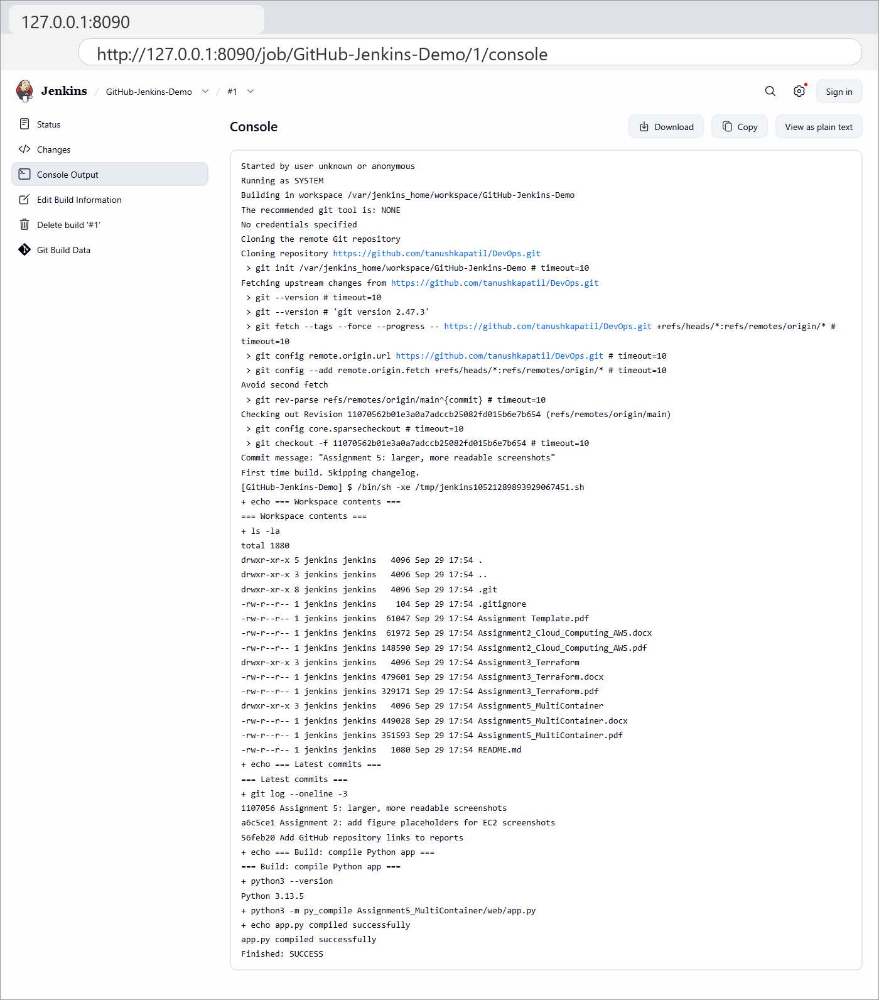 127.0.0.1:8090
http://127.0.0.1:8090/job/GitHub-Jenkins-Demo/1/console
Jenkins / GitHub-Jenkins-Demo / #1
Sign in
Status
Changes
Console Output
Edit Build Information
Delete build ‘#1’
Git Build Data
Console
Download
Copy
View as plain text
Started by user unknown or anonymous
Running as SYSTEM
Building in workspace /var/jenkins_home/workspace/GitHub-Jenkins-Demo
The recommended git tool is: NONE
No credentials specified
Cloning the remote Git repository
Cloning repository https://github.com/tanushkapatil/DevOps.git
 > git init /var/jenkins_home/workspace/GitHub-Jenkins-Demo # timeout=10
Fetching upstream changes from https://github.com/tanushkapatil/DevOps.git
 > git --version # timeout=10
 > git --version # 'git version 2.47.3'
 > git fetch --tags --force --progress -- https://github.com/tanushkapatil/DevOps.git +refs/heads/*:refs/remotes/origin/* #
timeout=10
 > git config remote.origin.url https://github.com/tanushkapatil/DevOps.git # timeout=10
 > git config --add remote.origin.fetch +refs/heads/*:refs/remotes/origin/* # timeout=10
Avoid second fetch
 > git rev-parse refs/remotes/origin/main^{commit} # timeout=10
Checking out Revision 11070562b01e3a0a7adccb25082fd015b6e7b654 (refs/remotes/origin/main)
 > git config core.sparsecheckout # timeout=10
 > git checkout -f 11070562b01e3a0a7adccb25082fd015b6e7b654 # timeout=10
Commit message: "Assignment 5: larger, more readable screenshots"
First time build. Skipping changelog.
[GitHub-Jenkins-Demo] $ /bin/sh -xe /tmp/jenkins10521289893929067451.sh
+ echo === Workspace contents ===
=== Workspace contents ===
+ ls -la
total 1880
drwxr-xr-x 5 jenkins jenkins   4096 Sep 29 17:54 .
drwxr-xr-x 3 jenkins jenkins   4096 Sep 29 17:54 ..
drwxr-xr-x 8 jenkins jenkins   4096 Sep 29 17:54 .git
-rw-r--r-- 1 jenkins jenkins    104 Sep 29 17:54 .gitignore
-rw-r--r-- 1 jenkins jenkins  61047 Sep 29 17:54 Assignment Template.pdf
-rw-r--r-- 1 jenkins jenkins  61972 Sep 29 17:54 Assignment2_Cloud_Computing_AWS.docx
-rw-r--r-- 1 jenkins jenkins 148590 Sep 29 17:54 Assignment2_Cloud_Computing_AWS.pdf
drwxr-xr-x 3 jenkins jenkins   4096 Sep 29 17:54 Assignment3_Terraform
-rw-r--r-- 1 jenkins jenkins 479601 Sep 29 17:54 Assignment3_Terraform.docx
-rw-r--r-- 1 jenkins jenkins 329171 Sep 29 17:54 Assignment3_Terraform.pdf
drwxr-xr-x 3 jenkins jenkins   4096 Sep 29 17:54 Assignment5_MultiContainer
-rw-r--r-- 1 jenkins jenkins 449028 Sep 29 17:54 Assignment5_MultiContainer.docx
-rw-r--r-- 1 jenkins jenkins 351593 Sep 29 17:54 Assignment5_MultiContainer.pdf
-rw-r--r-- 1 jenkins jenkins   1080 Sep 29 17:54 README.md
+ echo === Latest commits ===
=== Latest commits ===
+ git log --oneline -3
1107056 Assignment 5: larger, more readable screenshots
a6c5ce1 Assignment 2: add figure placeholders for EC2 screenshots
56feb20 Add GitHub repository links to reports
+ echo === Build: compile Python app ===
=== Build: compile Python app ===
+ python3 --version
Python 3.13.5
+ python3 -m py_compile Assignment5_MultiContainer/web/app.py
+ echo app.py compiled successfully
app.py compiled successfully
Finished: SUCCESS